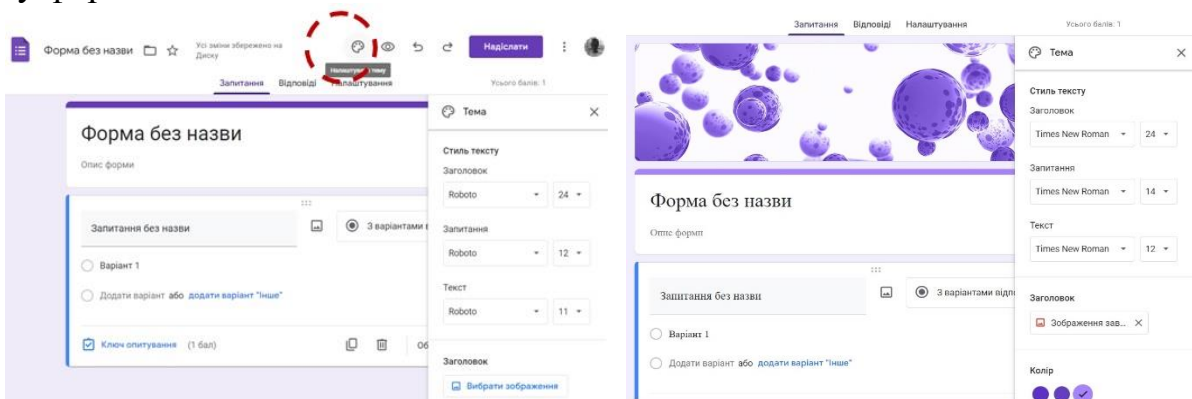 Форма без назви
Усі зміни збережено на
Диску
Надіслати
Налаштувати тему
Запитання Відповіді Налаштування
Усього балів: 1
Форма без назви
Опис форми
Запитання без назви
З варіантами в
Варіант 1
Додати варіант або додати варіант "Інше"
Ключ опитування (1 бал)
Об
Тема
Стиль тексту
Заголовок
Roboto 24
Запитання
Roboto 12
Текст
Roboto 11
Заголовок
Вибрати зображення
Запитання Відповіді Налаштування
Усього балів: 1
Форма без назви
Опис форми
Запитання без назви
З варіантами відпо
Варіант 1
Додати варіант або додати варіант "Інше"
Тема
Стиль тексту
Заголовок
Times New Roman 24
Запитання
Times New Roman 14
Текст
Times New Roman 12
Заголовок
Зображення зав...
Колір